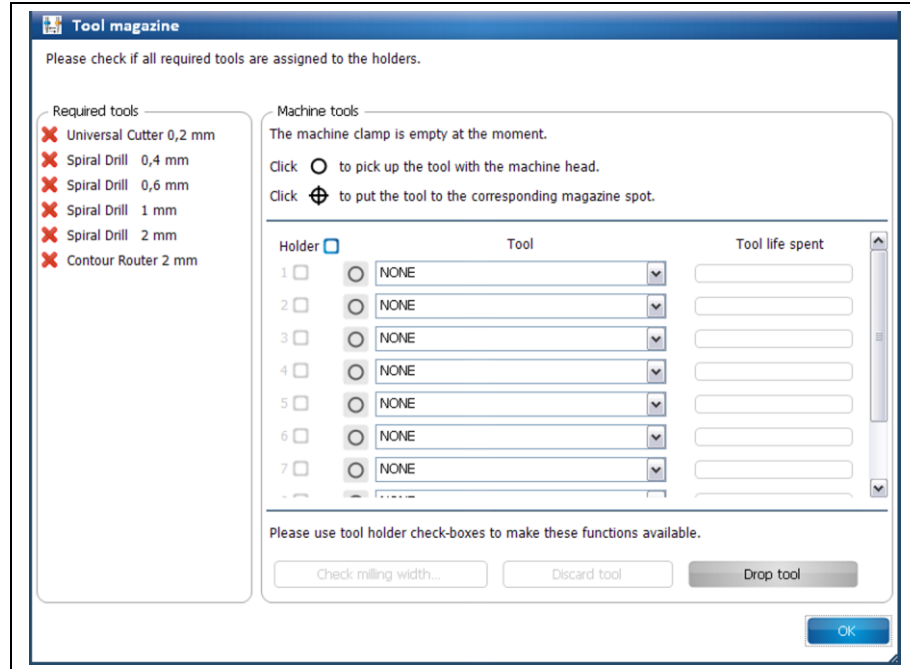 Tool magazine
Please check if all required tools are assigned to the holders.
Required tools
Universal Cutter 0,2 mm
Spiral Drill 0,4 mm
Spiral Drill 0,6 mm
Spiral Drill 1 mm
Spiral Drill 2 mm
Contour Router 2 mm
Machine tools
The machine clamp is empty at the moment.
Click to pick up the tool with the machine head.
Click to put the tool to the corresponding magazine spot.
Holder Tool Tool life spent
1 NONE
2 NONE
3 NONE
4 NONE
5 NONE
6 NONE
7 NONE
Please use tool holder check-boxes to make these functions available.
Check milling width... Discard tool Drop tool
OK